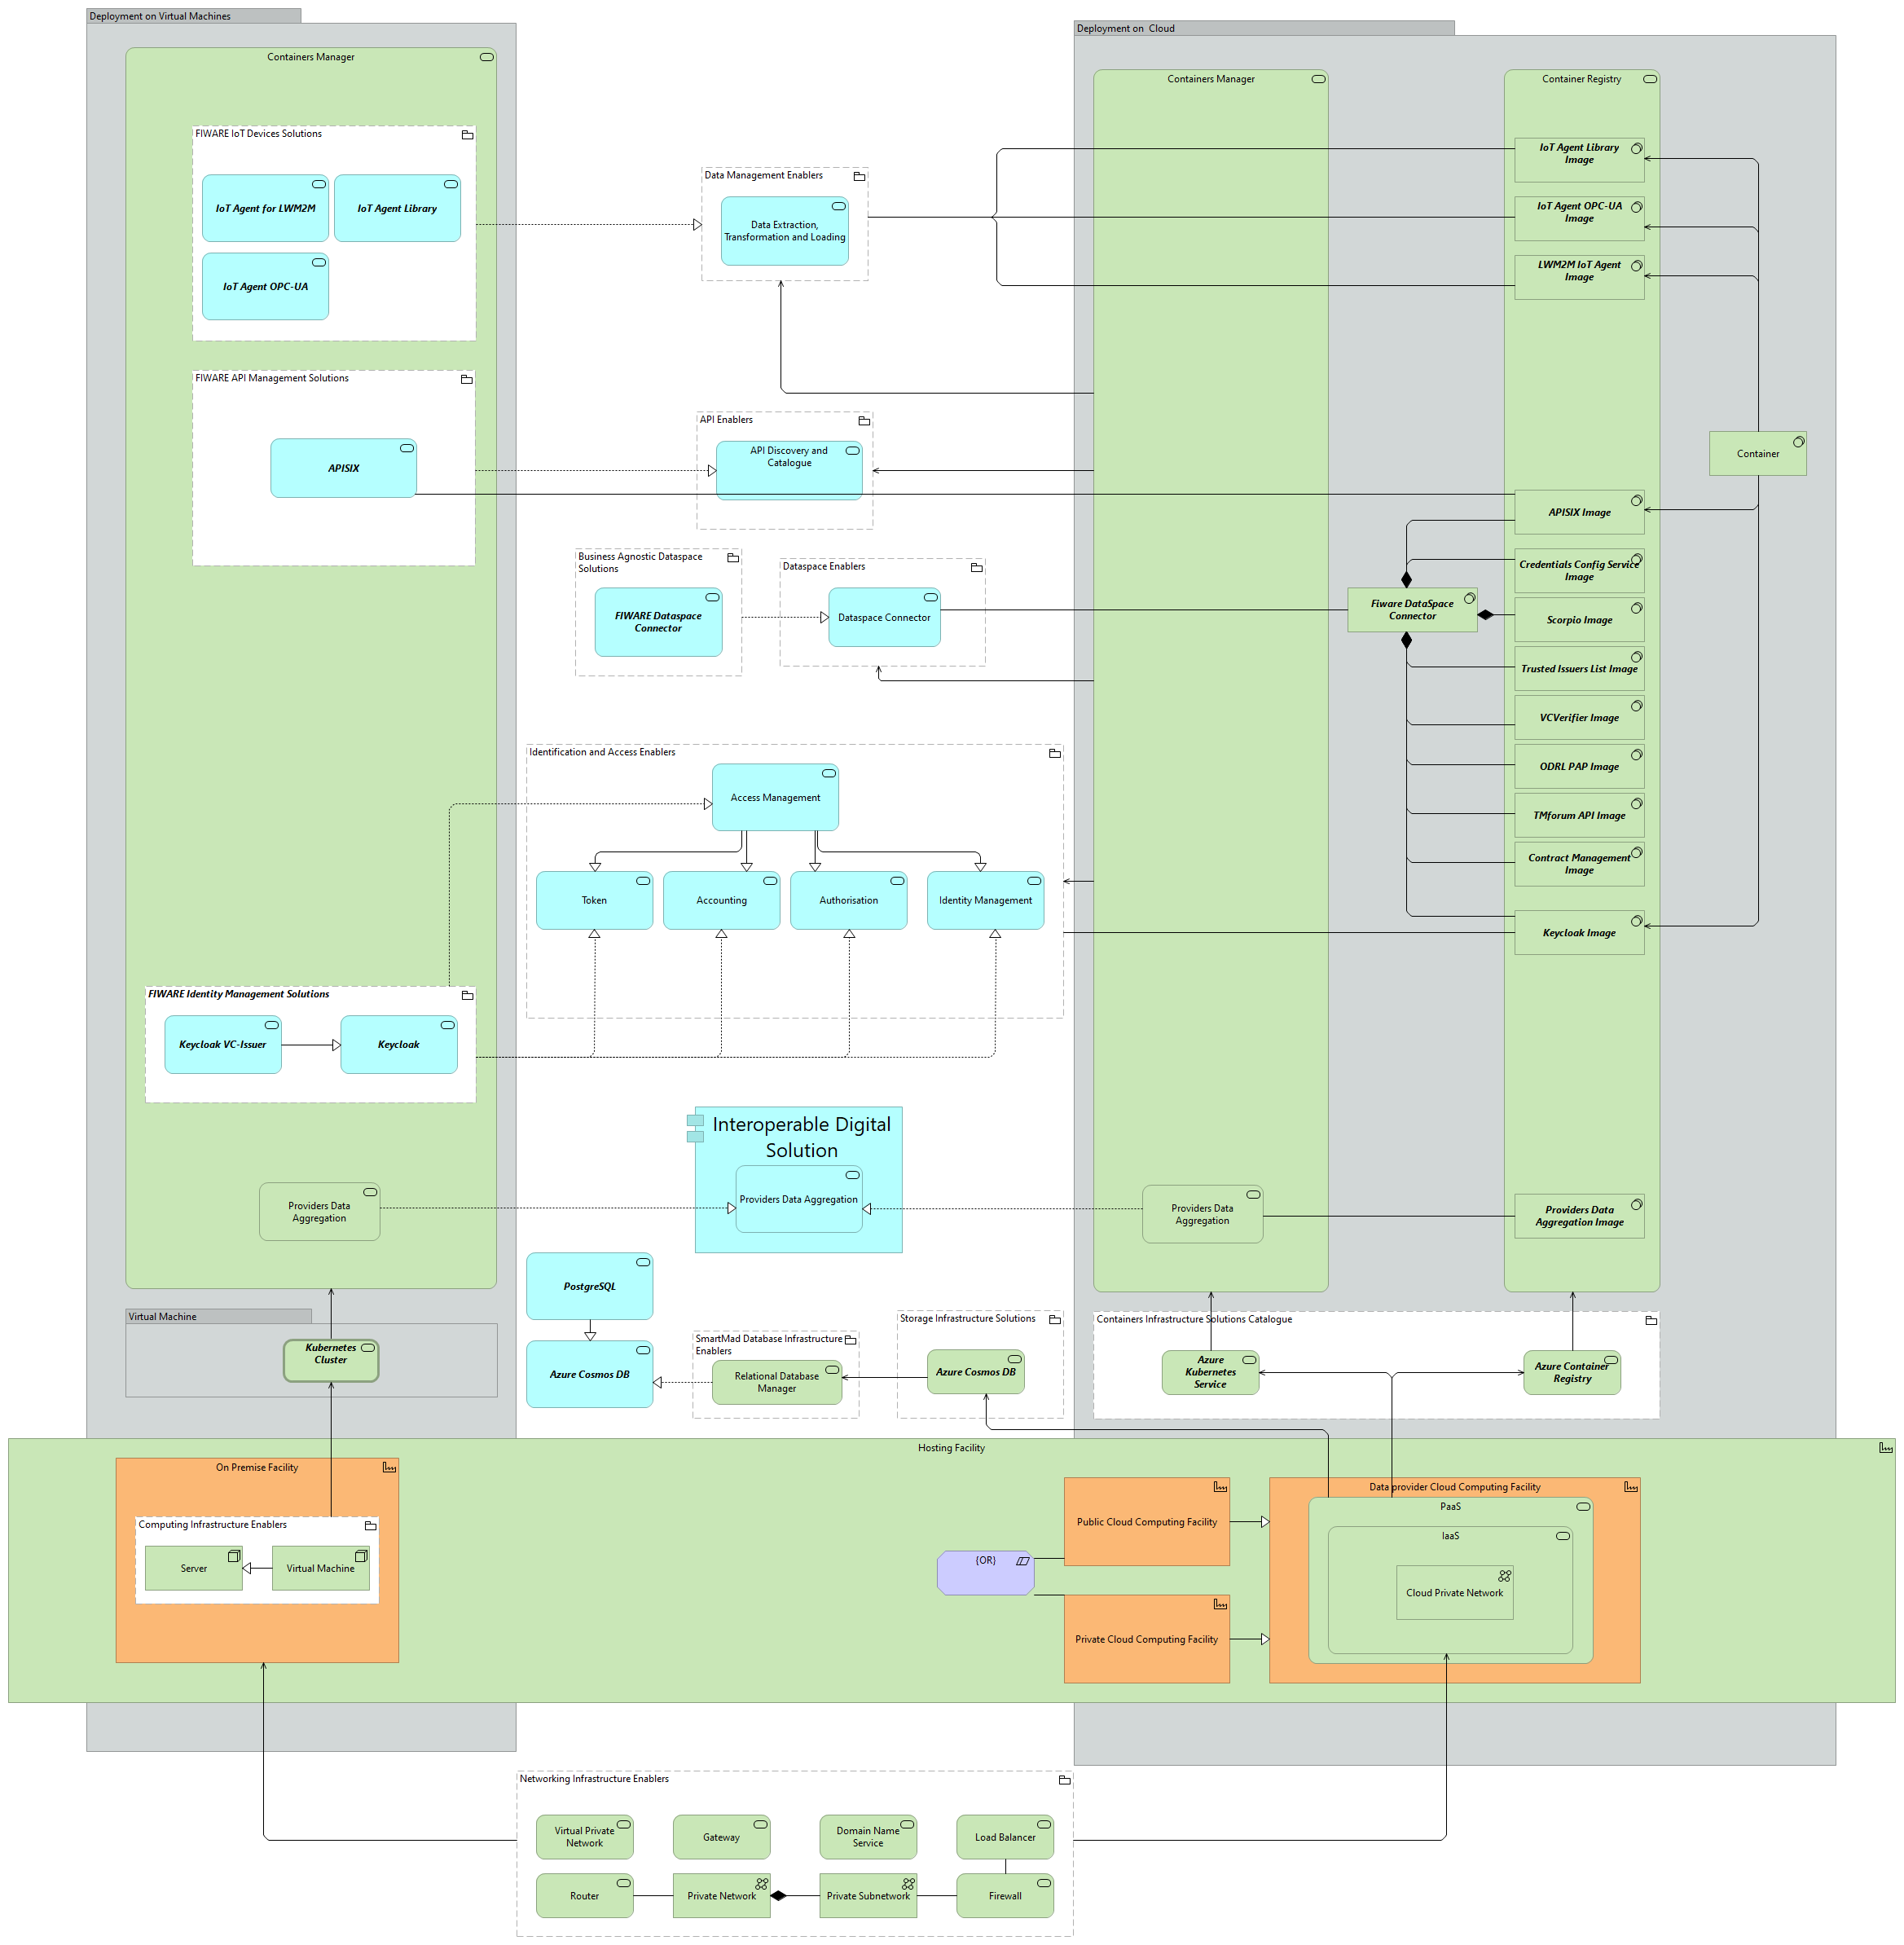 Deployment on Virtual Machines
Deployment on  Cloud
Containers Manager
Containers Manager
Container Registry
FIWARE IoT Devices Solutions
IoT Agent for LWM2M
IoT Agent Library
IoT Agent OPC-UA
Data Management Enablers
Data Extraction,
Transformation and Loading
IoT Agent Library
Image
IoT Agent OPC-UA
Image
LWM2M IoT Agent
Image
FIWARE API Management Solutions
APISIX
API Enablers
API Discovery and
Catalogue
Container
APISIX Image
Business Agnostic Dataspace
Solutions
FIWARE Dataspace
Connector
Dataspace Enablers
Dataspace Connector
Fiware DataSpace
Connector
Credentials Config Service
Image
Scorpio Image
Trusted Issuers List Image
VCVerifier Image
ODRL PAP Image
TMforum API Image
Contract Management
Image
Keycloak Image
Identification and Access Enablers
Access Management
Token
Accounting
Authorisation
Identity Management
FIWARE Identity Management Solutions
Keycloak VC-Issuer
Keycloak
Interoperable Digital
Solution
Providers Data Aggregation
Providers Data
Aggregation
Providers Data
Aggregation
Providers Data
Aggregation Image
PostgreSQL
Azure Cosmos DB
SmartMad Database Infrastructure
Enablers
Relational Database
Manager
Storage Infrastructure Solutions
Azure Cosmos DB
Containers Infrastructure Solutions Catalogue
Azure
Kubernetes
Service
Azure Container
Registry
Virtual Machine
Kubernetes
Cluster
Hosting Facility
On Premise Facility
Computing Infrastructure Enablers
Server
Virtual Machine
{OR}
Public Cloud Computing Facility
Private Cloud Computing Facility
Data provider Cloud Computing Facility
PaaS
IaaS
Cloud Private Network
Networking Infrastructure Enablers
Virtual Private
Network
Gateway
Domain Name
Service
Load Balancer
Router
Private Network
Private Subnetwork
Firewall